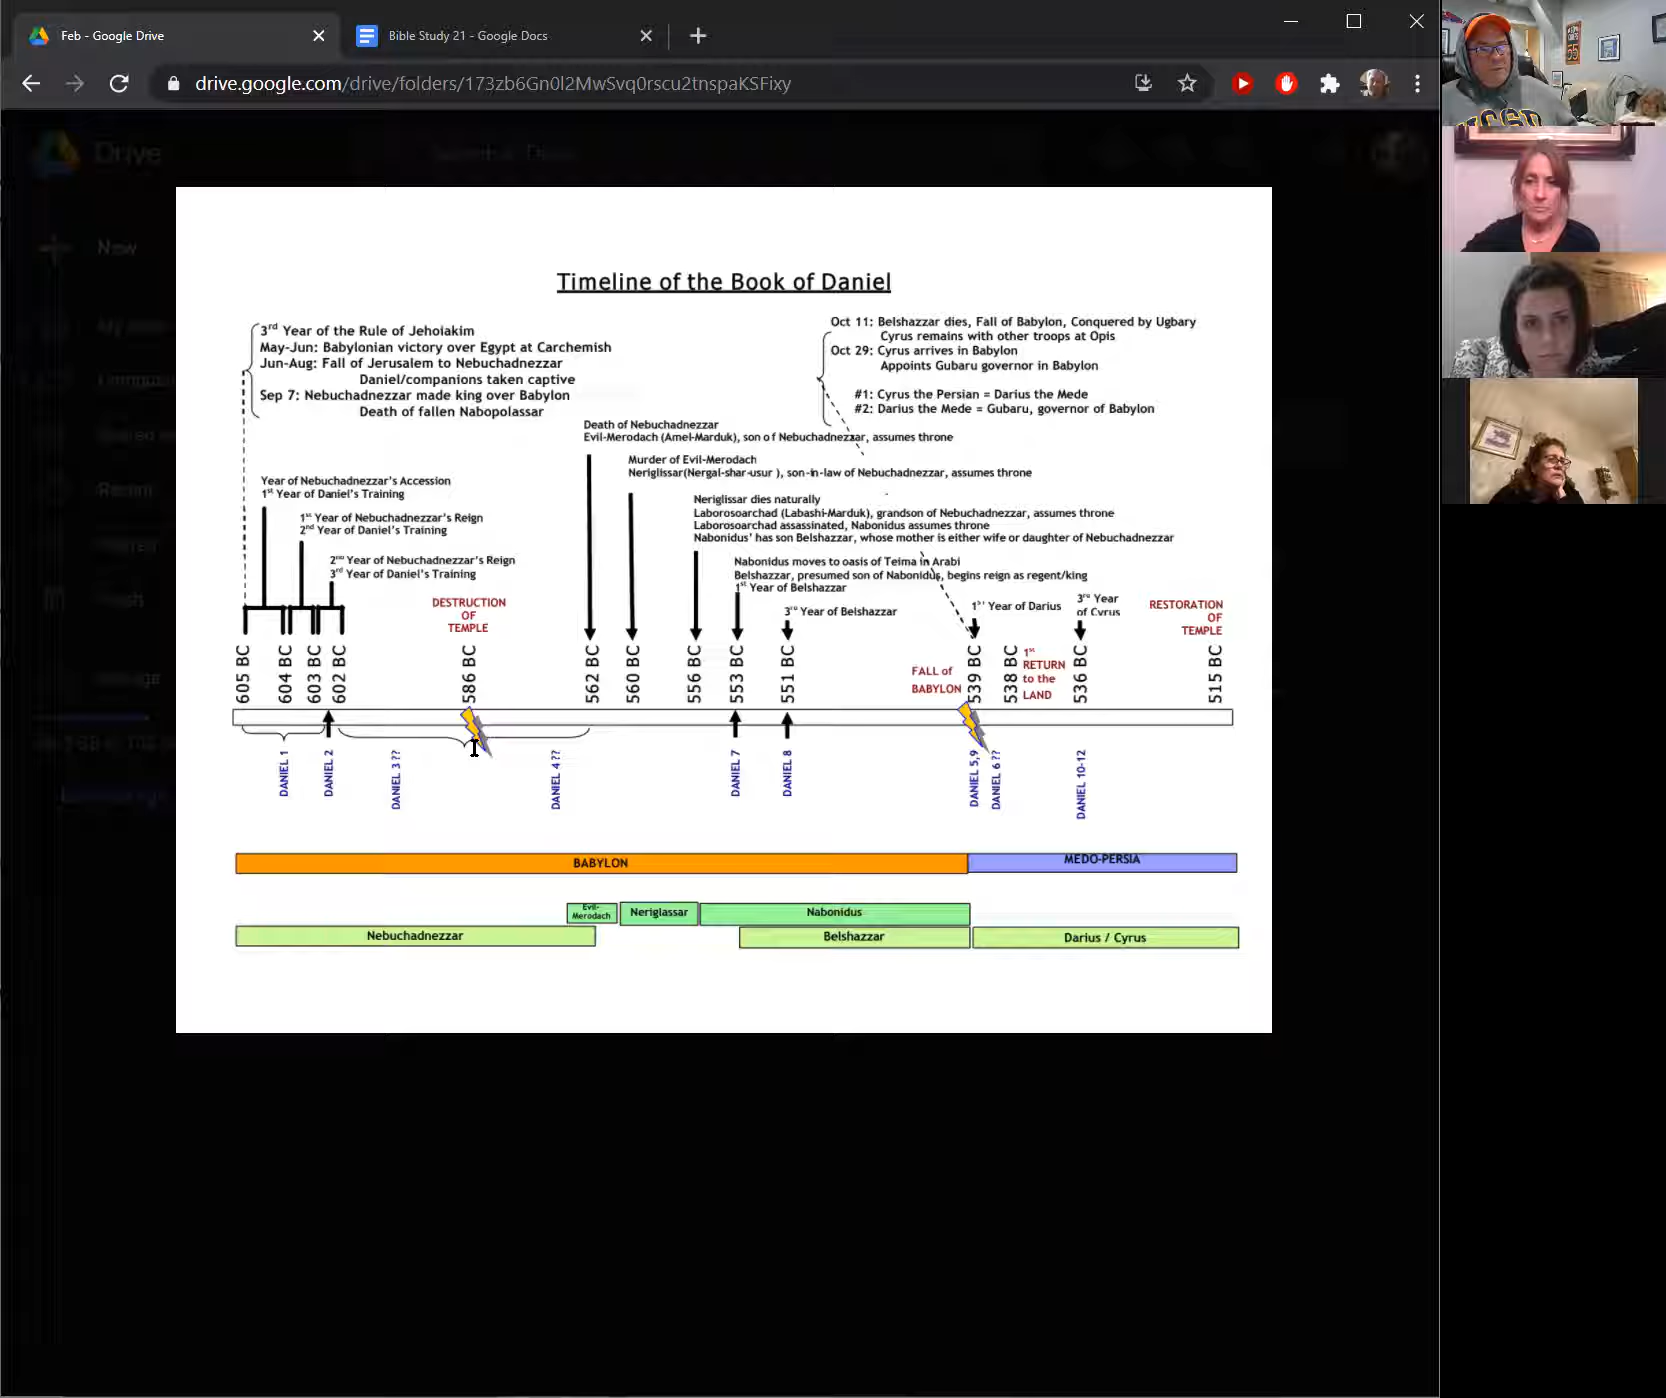 Feb - Google Drive
Bible Study 21 - Google Docs
drive.google.com/drive/folders/173zb6Gn0l2MwSvq0rscu2tnspaKSFixy
Drive
New
Timeline of the Book of Daniel
3rd Year of the Rule of Jehoiakim
May-Jun: Babylonian victory over Egypt at Carchemish
Jun-Aug: Fall of Jerusalem to Nebuchadnezzar
Daniel/companions taken captive
Sep 7: Nebuchadnezzar made king over Babylon
Death of fallen Nabopolassar
Oct 11: Belshazzar dies, Fall of Babylon, Conquered by Ugbary
Cyrus remains with other troops at Opis
Oct 29: Cyrus arrives in Babylon
Appoints Gubaru governor in Babylon
#1: Cyrus the Persian = Darius the Mede
#2: Darius the Mede = Gubaru, governor of Babylon
Death of Nebuchadnezzar
Evil-Merodach (Amel-Marduk), son of Nebuchadnezzar, assumes throne
Murder of Evil-Merodach
Neriglissar(Nergal-shar-usur ), son-in-law of Nebuchadnezzar, assumes throne
Year of Nebuchadnezzar's Accession
1st Year of Daniel's Training
Neriglissar dies naturally
Laborosoarchad (Labashi-Marduk), grandson of Nebuchadnezzar, assumes throne
Laborosoarchad assassinated, Nabonidus assumes throne
Nabonidus' has son Belshazzar, whose mother is either wife or daughter of Nebuchadnezzar
1st Year of Nebuchadnezzar's Reign
2nd Year of Daniel's Training
2nd Year of Nebuchadnezzar's Reign
3rd Year of Daniel's Training
Nabonidus moves to oasis of Teima in Arabi
Belshazzar, presumed son of Nabonidus, begins reign as regent/king
1st Year of Belshazzar
3rd Year of Belshazzar
1st Year of Darius
3rd Year
of Cyrus
DESTRUCTION
OF
TEMPLE
RESTORATION
OF
TEMPLE
605 BC
604 BC
603 BC
602 BC
586 BC
562 BC
560 BC
556 BC
553 BC
551 BC
FALL of
BABYLON
539 BC
538 BC
1st
RETURN
to the
LAND
536 BC
515 BC
DANIEL 1
DANIEL 2
DANIEL 3 ??
DANIEL 4 ??
DANIEL 7
DANIEL 8
DANIEL 5,9
DANIEL 6 ??
DANIEL 10-12
BABYLON
MEDO-PERSIA
Evil-
Merodach
Neriglassar
Nabonidus
Nebuchadnezzar
Belshazzar
Darius / Cyrus